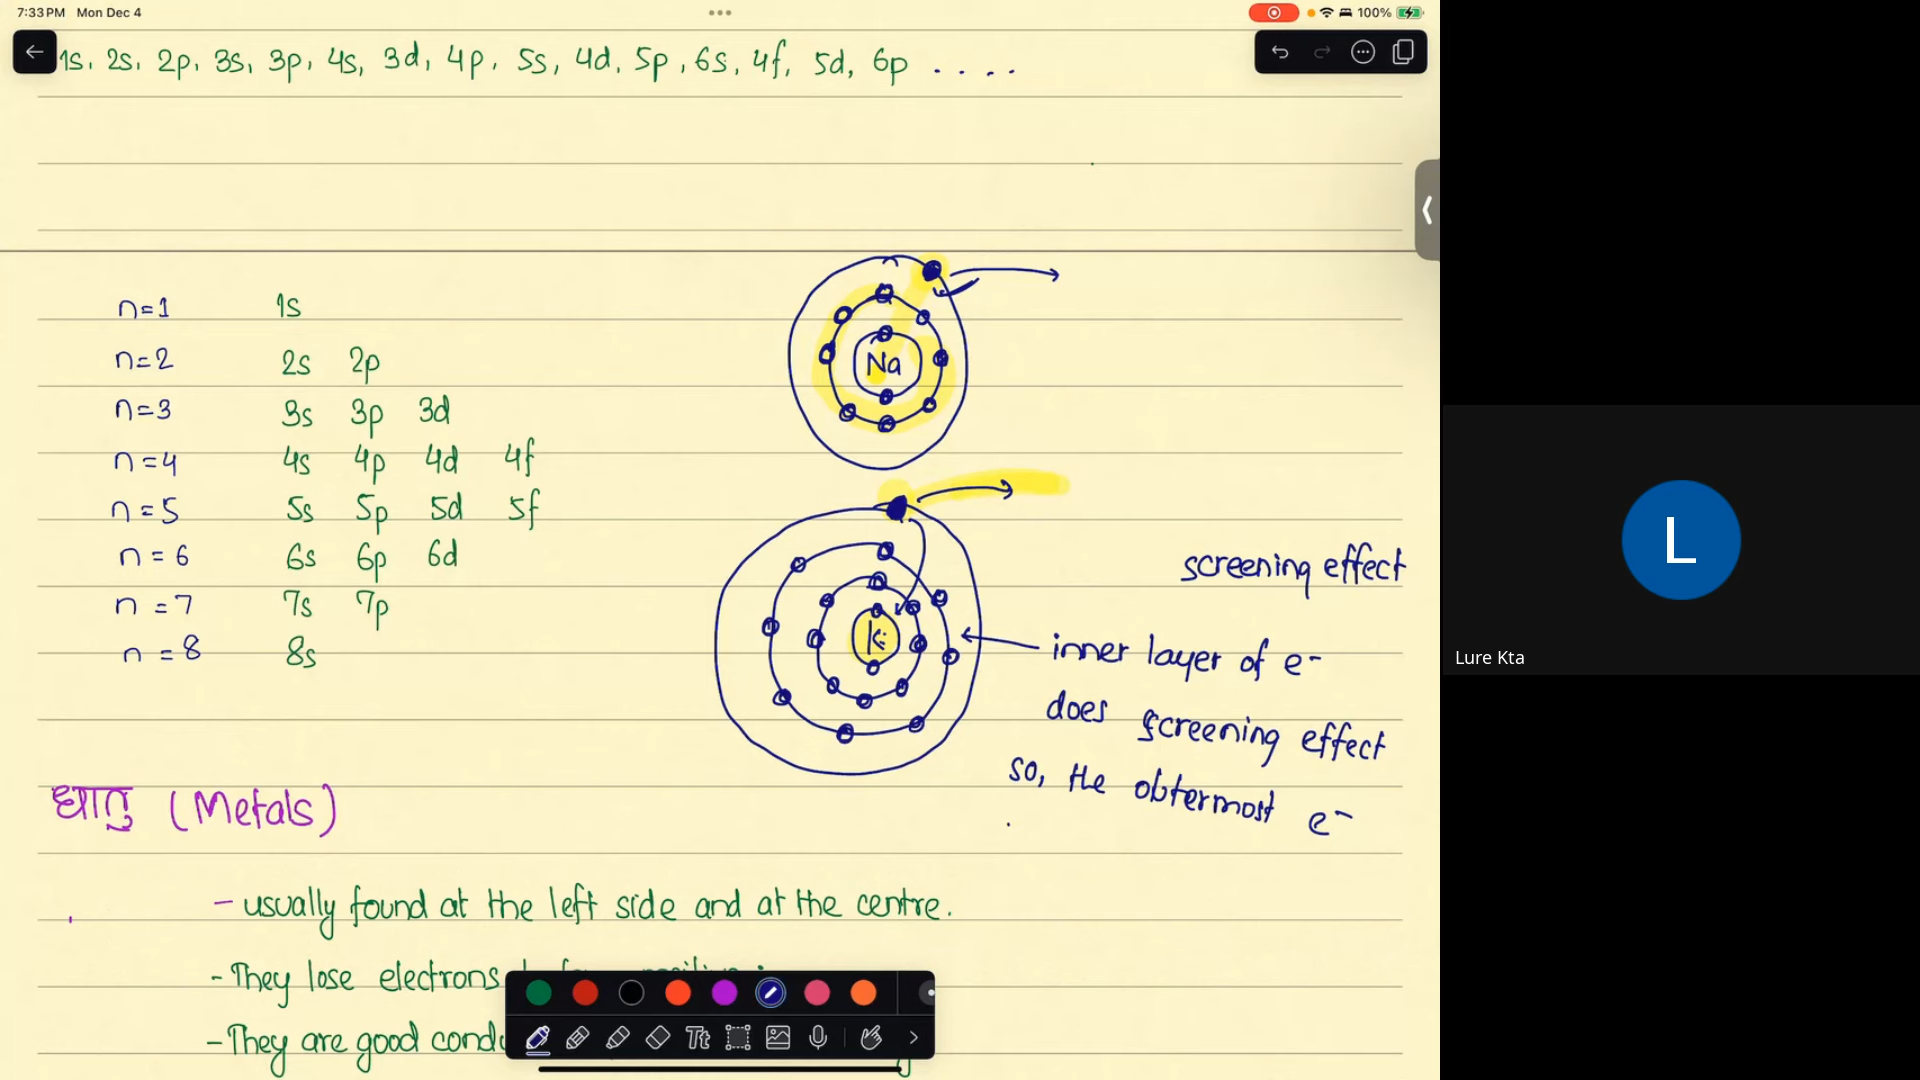 7:33 PM Mon Dec 4
100%
1s, 2s, 2p, 3s, 3p, 4s, 3d, 4p, 5s, 4d, 5p, 6s, 4f, 5d, 6p ....
n=1 1s
n=2 2s 2p
n=3 3s 3p 3d
n=4 4s 4p 4d 4f
n=5 5s 5p 5d 5f
n=6 6s 6p 6d
n=7 7s 7p
n=8 8s
Na
K
screening effect
inner layer of e-
does screening effect
so, the obtermost e-
धातु (Metals)
- usually found at the left side and at the centre.
- They lose electrons
- They are good
Tt
L
Lure Kta